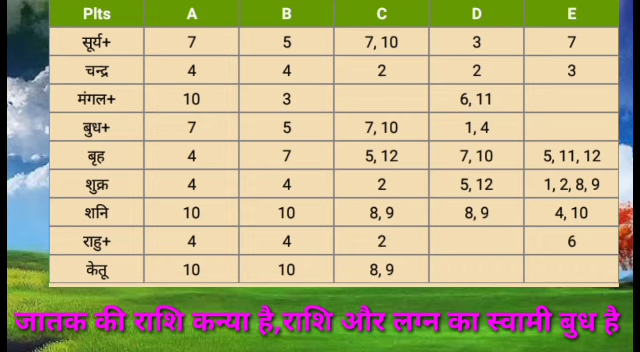 Plts A B C D E
सूर्य+ 7 5 7, 10 3 7
चन्द्र 4 4 2 2 3
मंगल+ 10 3 6, 11
बुध+ 7 5 7, 10 1, 4
बृह 4 7 5, 12 7, 10 5, 11, 12
शुक्र 4 4 2 5, 12 1, 2, 8, 9
शनि 10 10 8, 9 8, 9 4, 10
राहु+ 4 4 2 6
केतू 10 10 8, 9
जातक की राशि कन्या है,राशि और लग्न का स्वामी बुध है